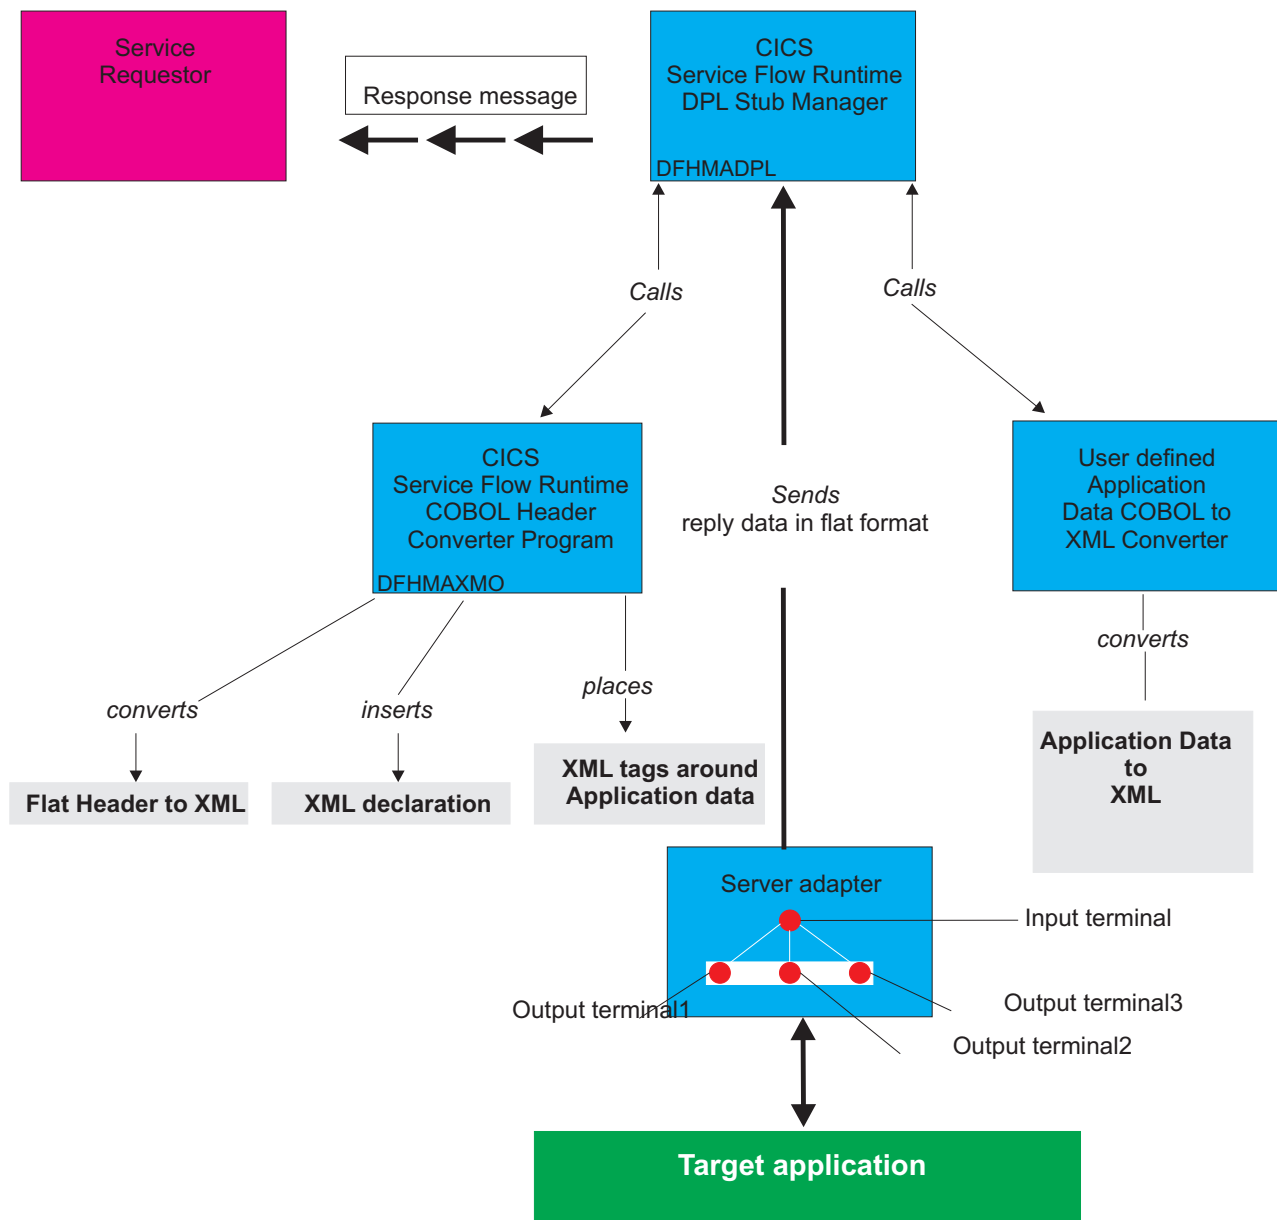 Service
Requestor
Response message
CICS
Service Flow Runtime
DPL Stub Manager
DFHMADPL
Calls
Calls
CICS
Service Flow Runtime
COBOL Header
Converter Program
DFHMAXMO
Sends
reply data in flat format
User defined
Application
Data COBOL to
XML Converter
converts
inserts
places
converts
Flat Header to XML
XML declaration
XML tags around
Application data
Application Data
to
XML
Server adapter
Input terminal
Output terminal1
Output terminal3
Output terminal2
Target application